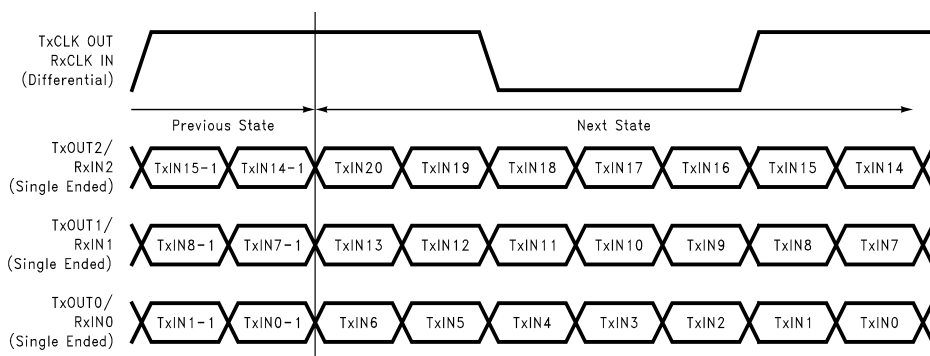 TxCLK OUT
RxCLK IN
(Differential)
Previous State
Next State
TxOUT2/
RxIN2
(Single Ended)
TxIN15-1 TxIN14-1 TxIN20 TxIN19 TxIN18 TxIN17 TxIN16 TxIN15 TxIN14
TxOUT1/
RxIN1
(Single Ended)
TxIN8-1 TxIN7-1 TxIN13 TxIN12 TxIN11 TxIN10 TxIN9 TxIN8 TxIN7
TxOUT0/
RxIN0
(Single Ended)
TxIN1-1 TxIN0-1 TxIN6 TxIN5 TxIN4 TxIN3 TxIN2 TxIN1 TxIN0